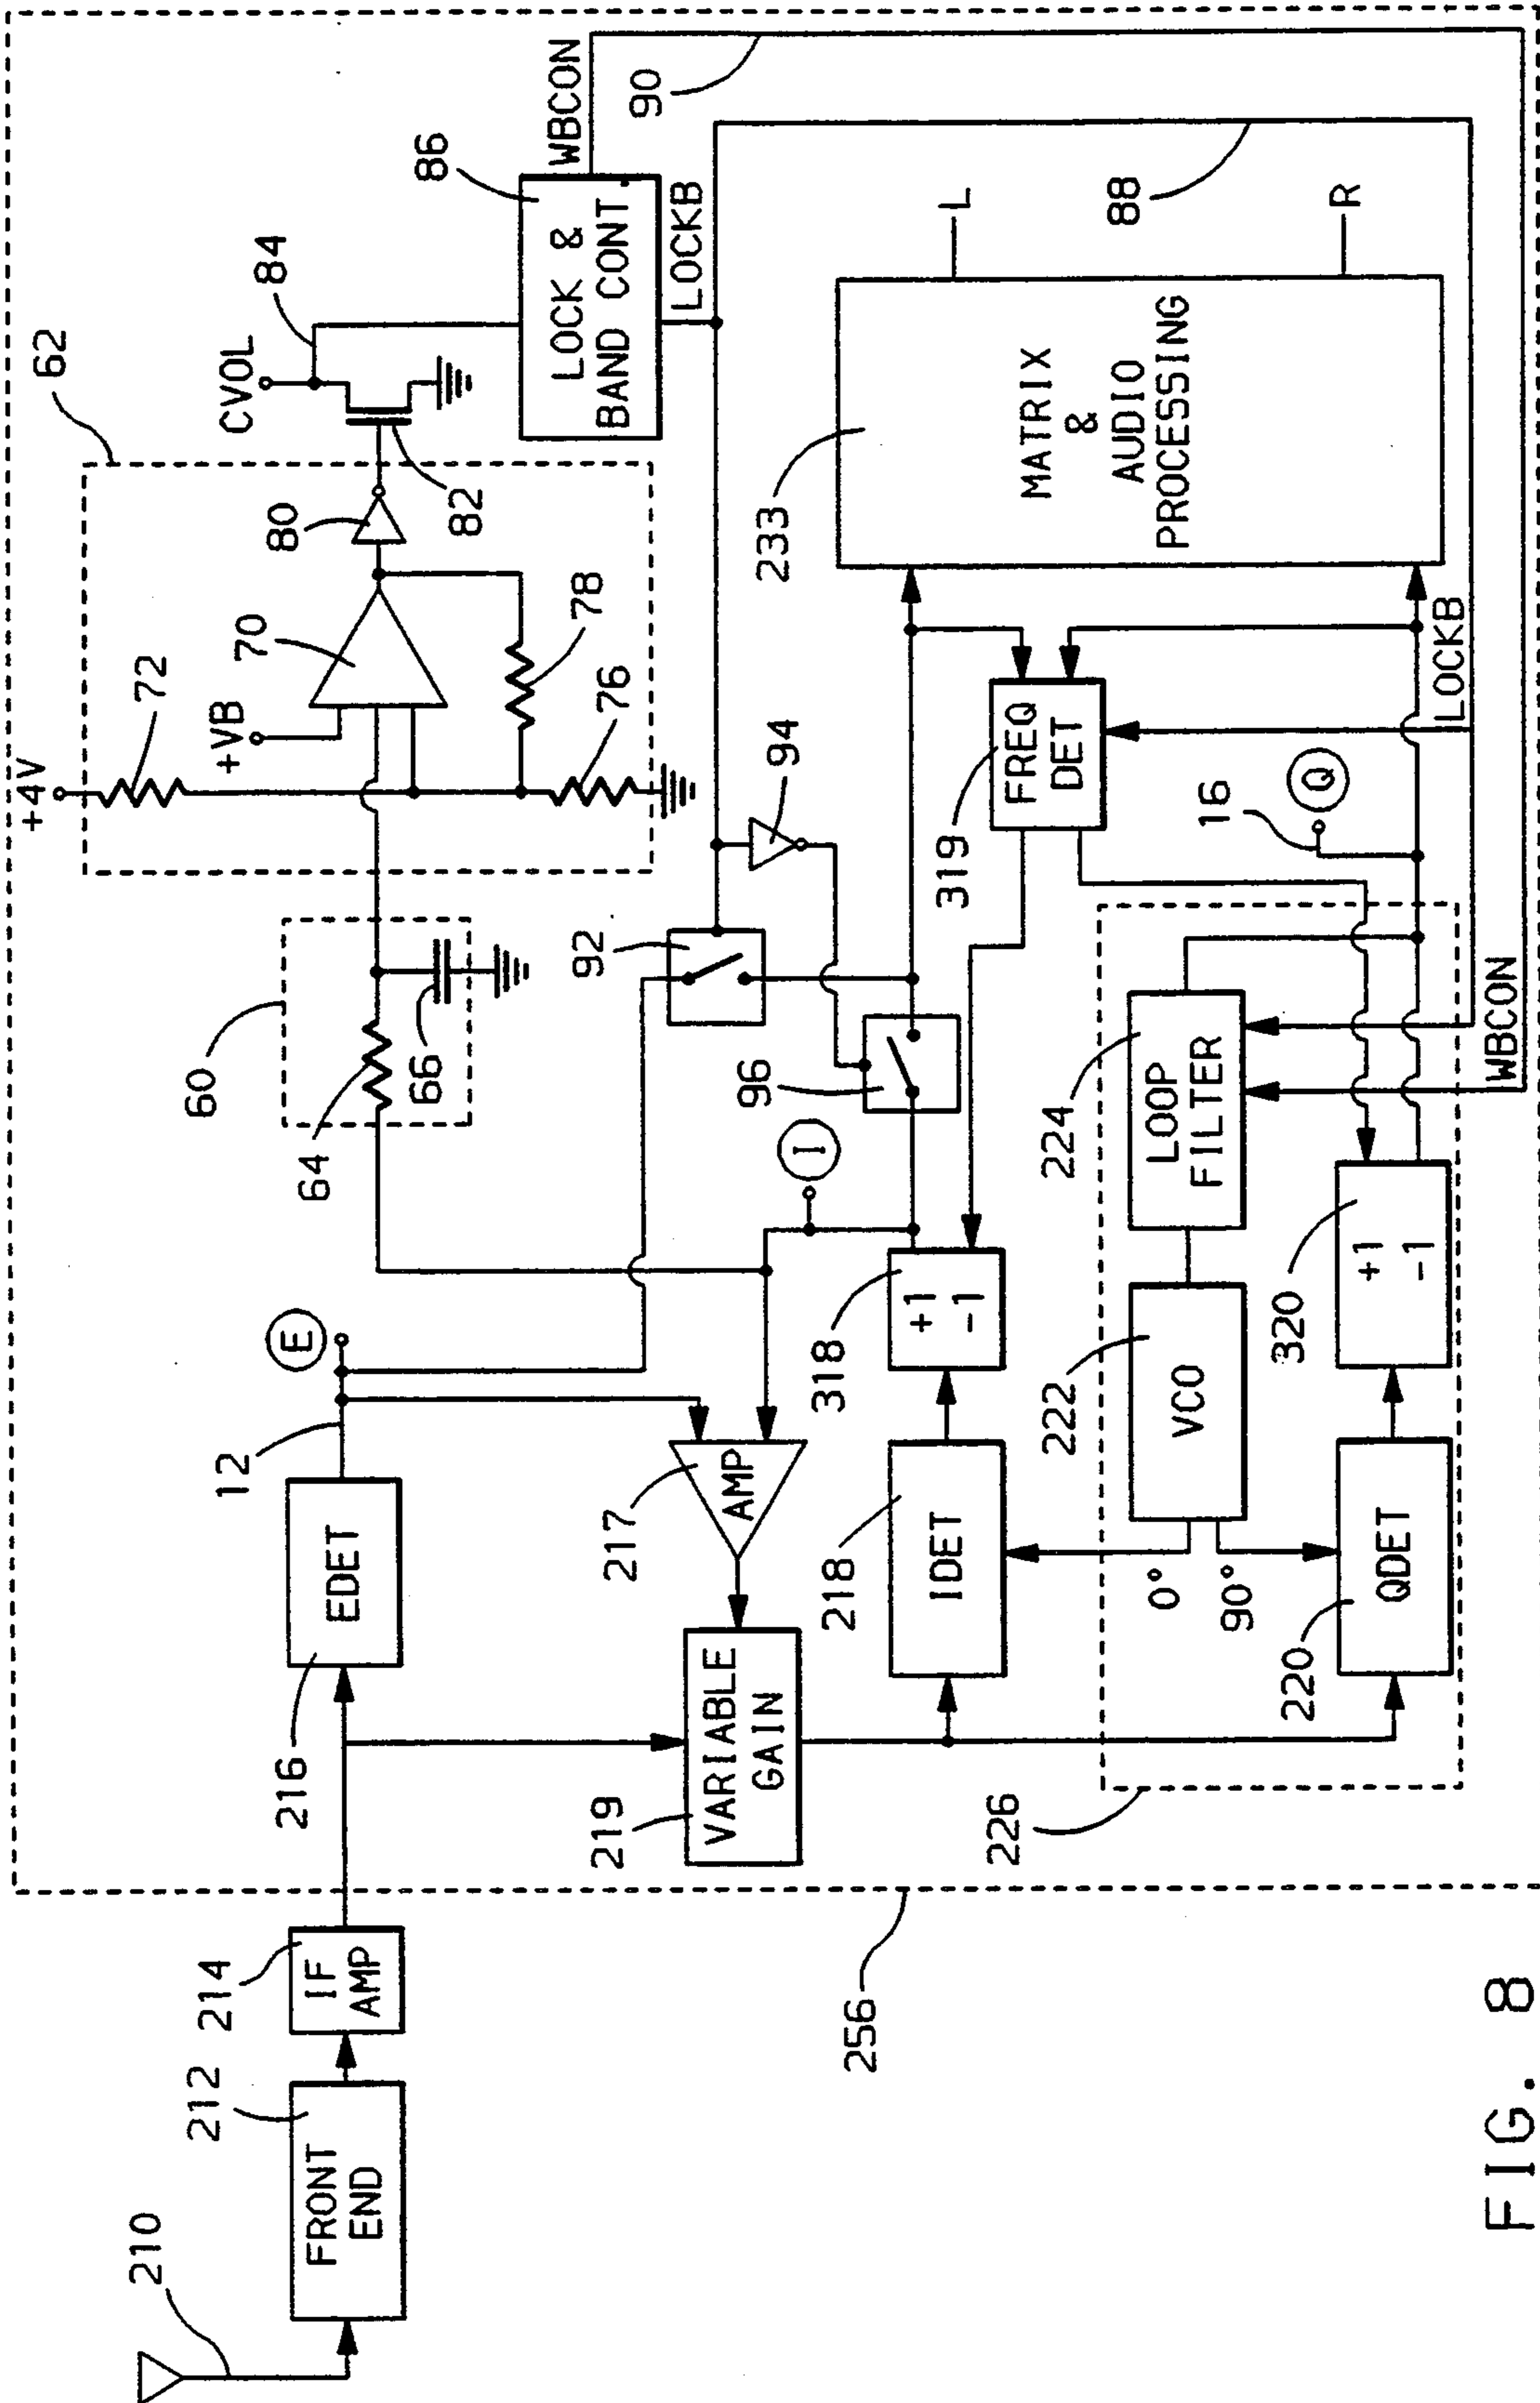 210
212
FRONT
END
214
IF
AMP
256
216
EDET
12
E
219
VARIABLE
GAIN
217
AMP
218
IDET
318
+1
-1
I
226
220
QDET
0°
90°
222
VCO
224
LOOP
FILTER
320
+1
-1
60
64
66
92
96
94
62
+4V
72
+VB
70
76
78
80
82
CVOL
84
86
LOCK &
BAND CONT.
WBCON
90
LOCKB
88
319
FREQ
DET
16
Q
233
MATRIX
&
AUDIO
PROCESSING
L
R
LOCKB
WBCON
FIG. 8